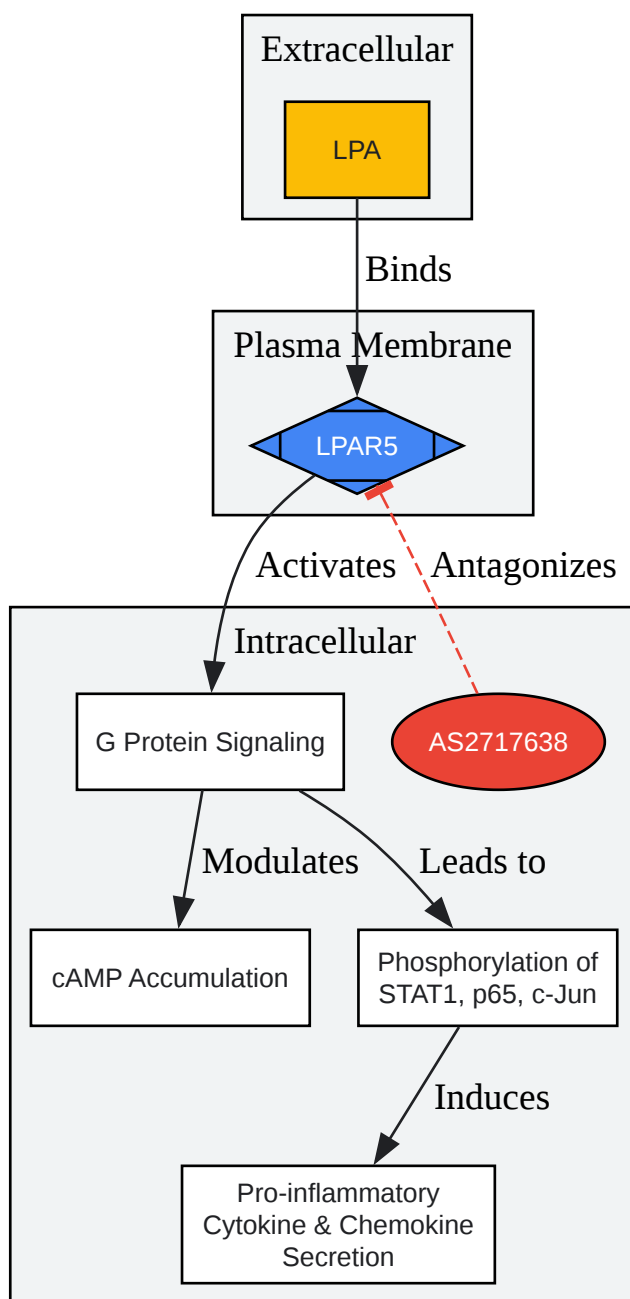 Extracellular
LPA
Binds
Plasma Membrane
LPAR5
Activates
Antagonizes
Intracellular
G Protein Signaling
AS2717638
Modulates
Leads to
cAMP Accumulation
Phosphorylation of
STAT1, p65, c-Jun
Induces
Pro-inflammatory
Cytokine & Chemokine
Secretion